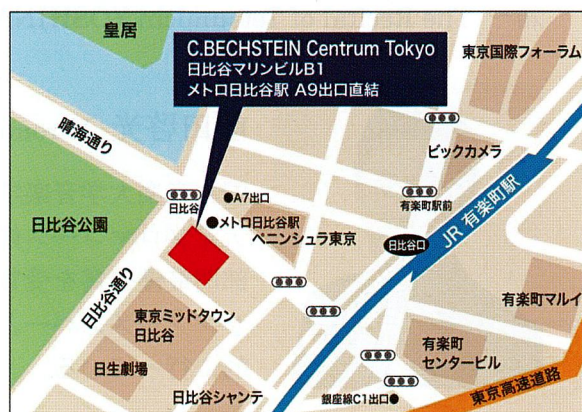 皇居
C.BECHSTEIN Centrum Tokyo
日比谷マリンビルB1
メトロ日比谷駅 A9出口直結
東京国際フォーラム
晴海通り
ビックカメラ
日比谷
●A7出口
有楽町駅前
日比谷公園
●メトロ日比谷駅
ペニンシュラ東京
日比谷口
JR 有楽町駅
日比谷通り
東京ミッドタウン
日比谷
有楽町マルイ
日生劇場
有楽町
センタービル
日比谷シャンテ
銀座線C1出口●
東京高速道路